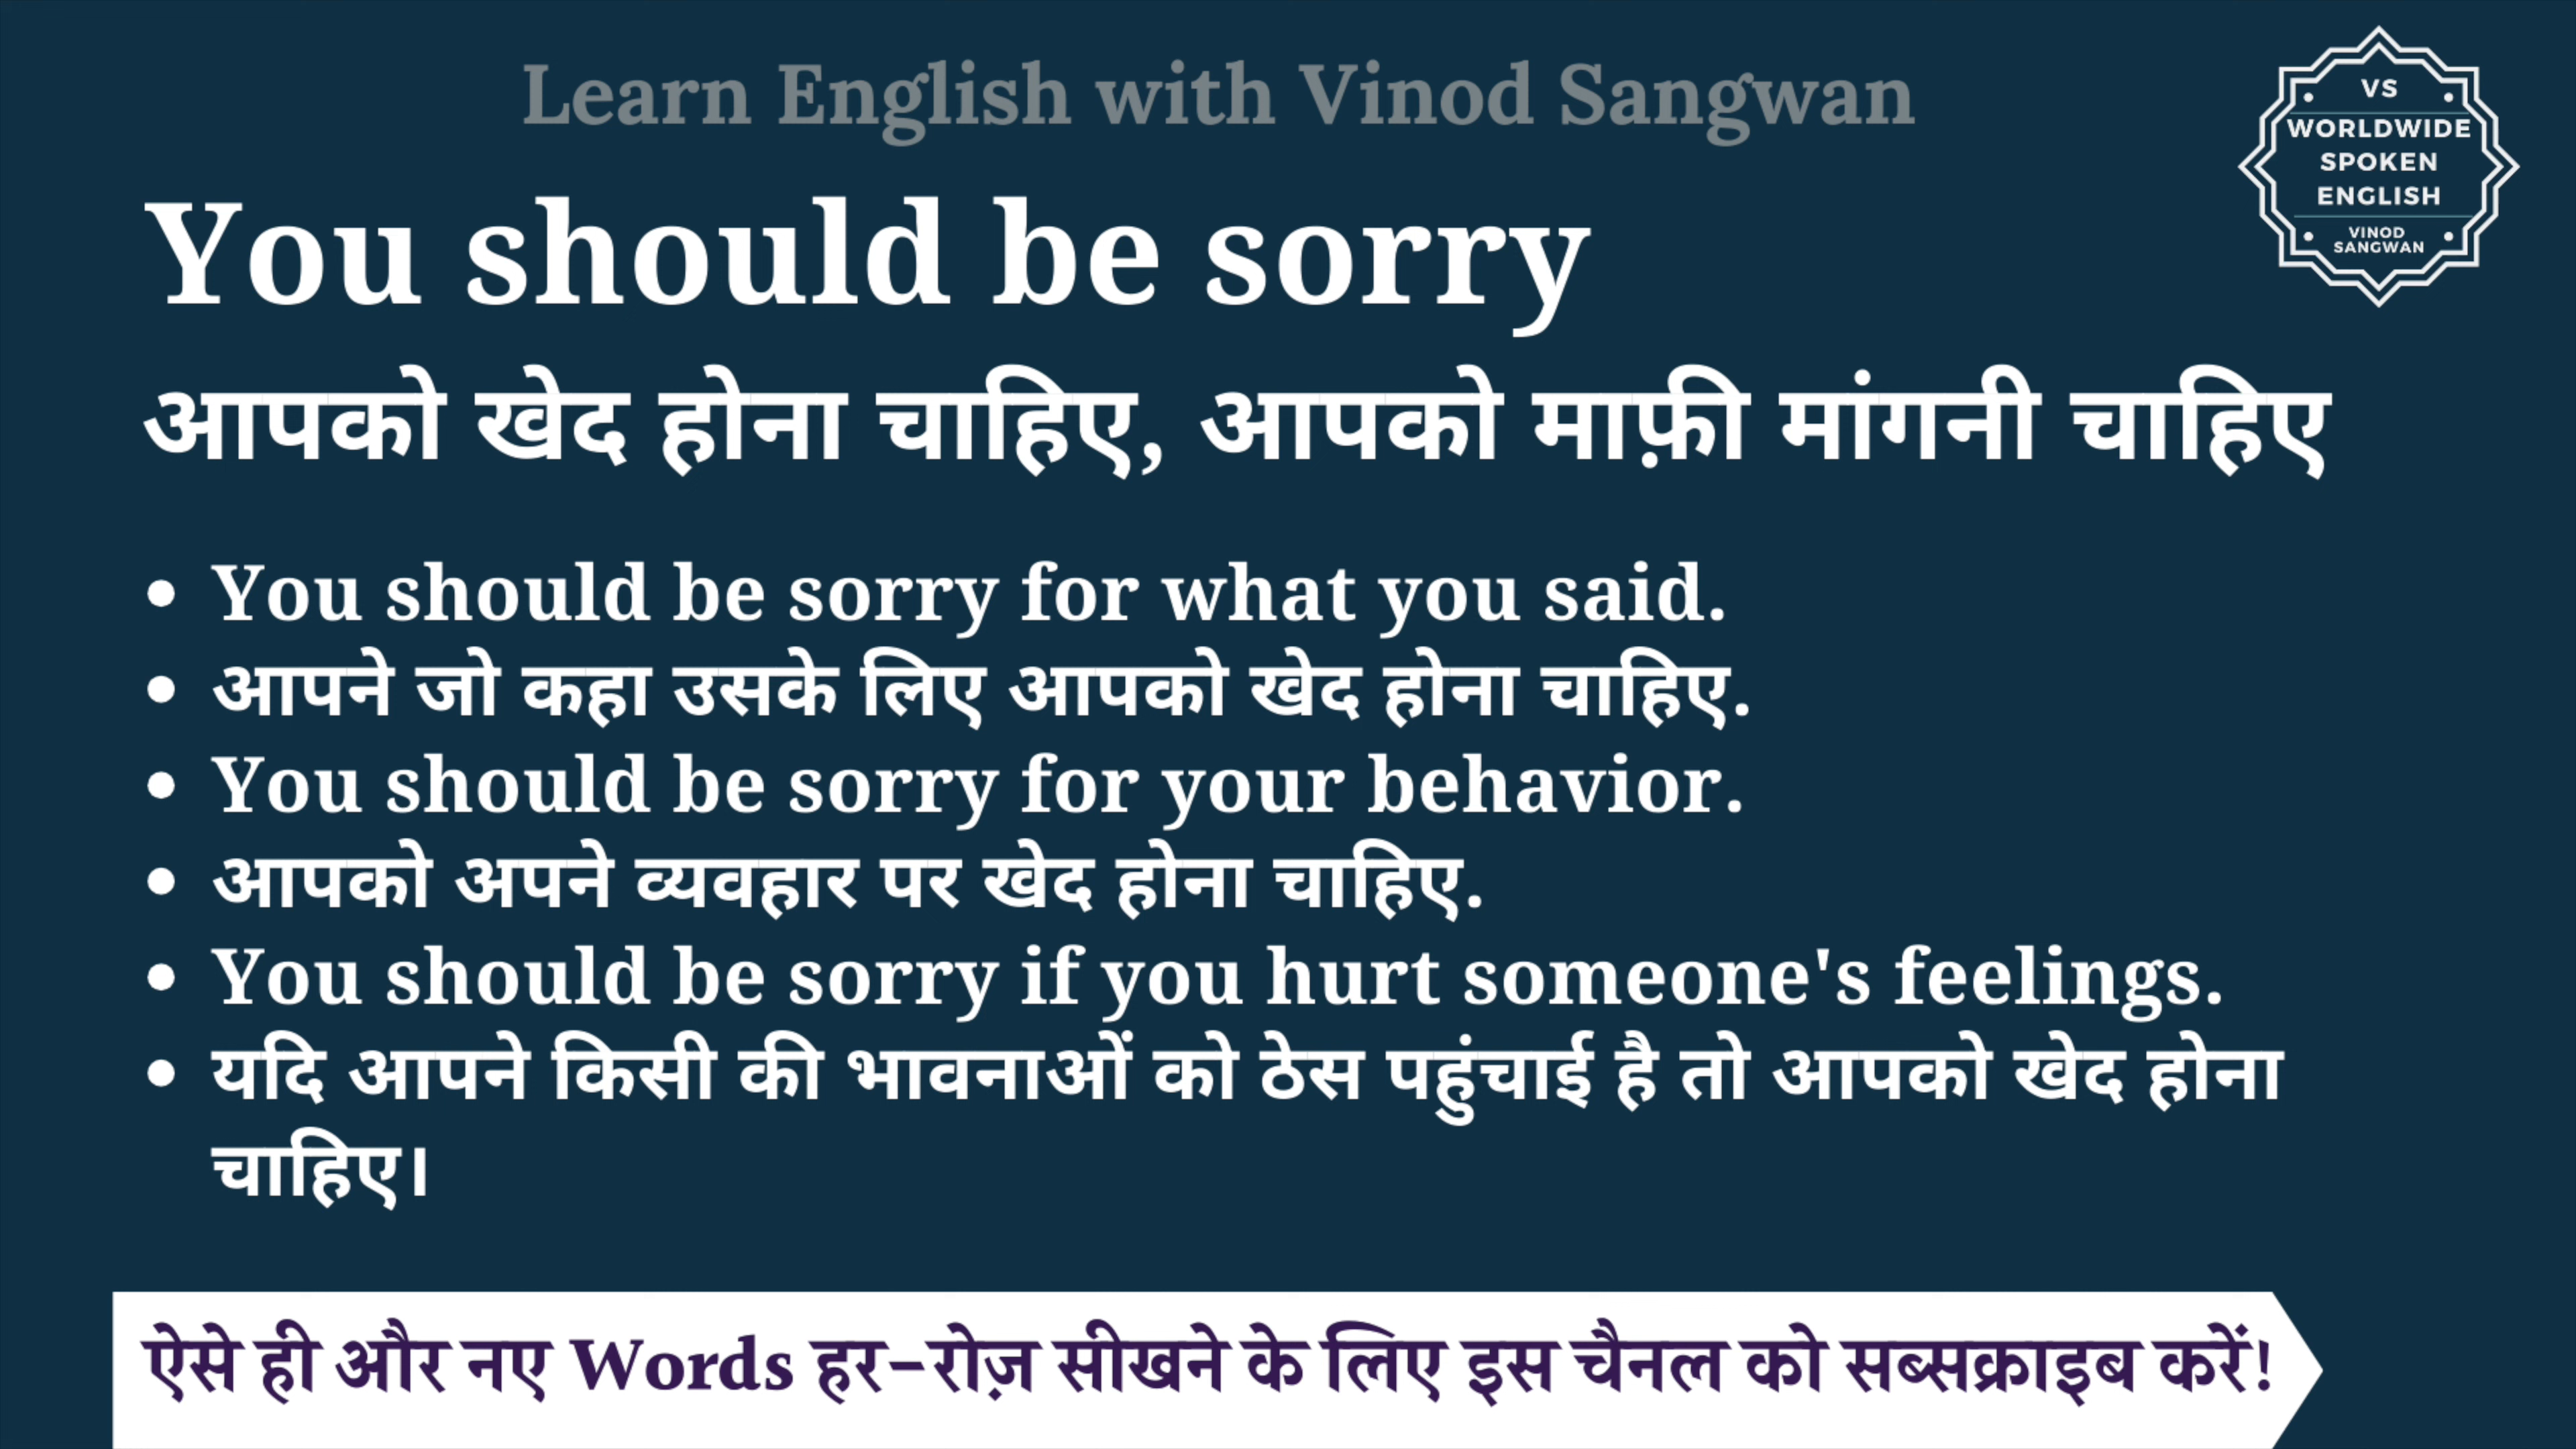 Learn English with Vinod Sangwan
VS
WORLDWIDE
SPOKEN
ENGLISH
VINOD
SANGWAN
You should be sorry
आपको खेद होना चाहिए, आपको माफ़ी मांगनी चाहिए
• You should be sorry for what you said.
• आपने जो कहा उसके लिए आपको खेद होना चाहिए.
• You should be sorry for your behavior.
• आपको अपने व्यवहार पर खेद होना चाहिए.
• You should be sorry if you hurt someone's feelings.
• यदि आपने किसी की भावनाओं को ठेस पहुंचाई है तो आपको खेद होना
चाहिए।
ऐसे ही और नए Words हर-रोज़ सीखने के लिए इस चैनल को सब्सक्राइब करें!